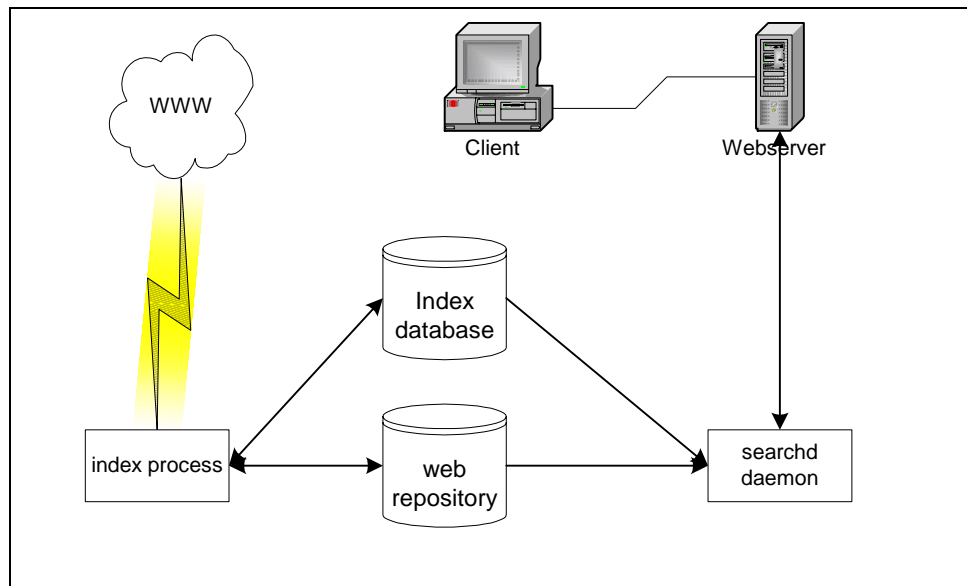 WWW
Client
Webserver
Index
database
index process
web
repository
searchd
daemon